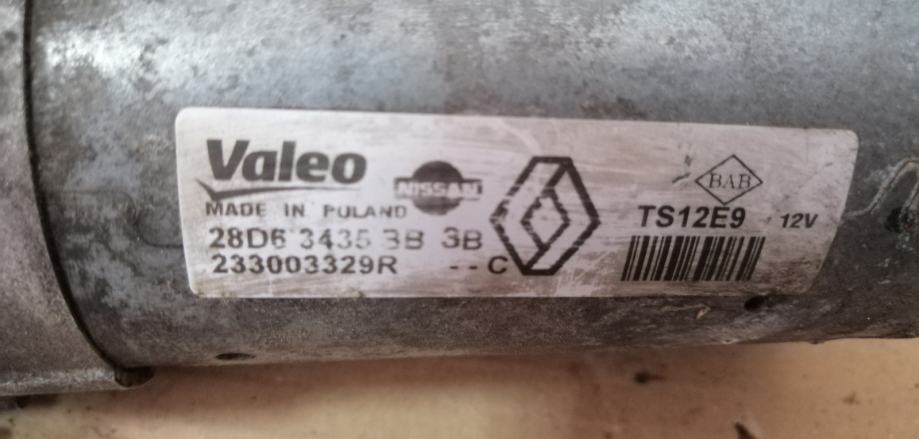 Valeo
NISSAN
MADE IN POLAND
28D6 3435 3B 3B
233003329R --C
BAB
TS12E9 12V